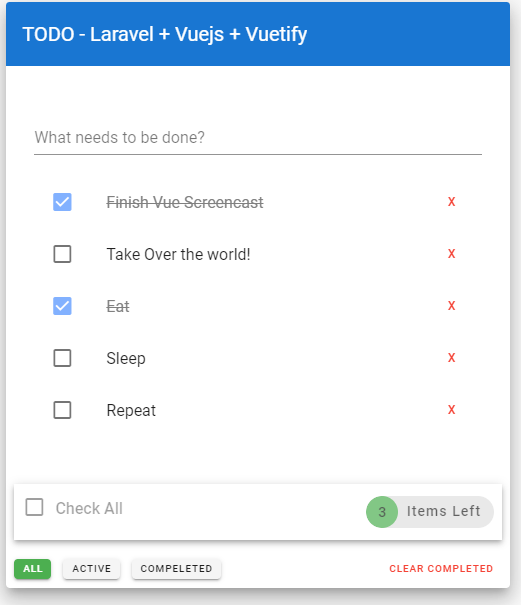 TODO - Laravel + Vuejs + Vuetify
What needs to be done?
Finish Vue Screencast X
Take Over the world! X
Eat X
Sleep X
Repeat X
Check All 3 Items Left
ALL ACTIVE COMPELETED CLEAR COMPLETED